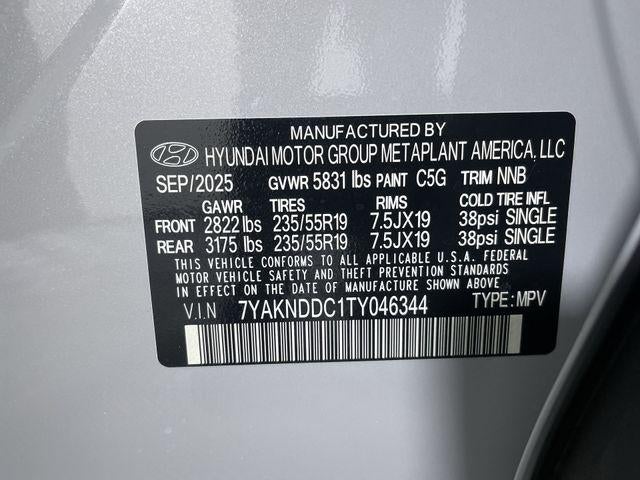 MANUFACTURED BY
HYUNDAI MOTOR GROUP METAPLANT AMERICA, LLC
SEP/2025 GVWR 5831 lbs PAINT C5G TRIM NNB
GAWR TIRES RIMS COLD TIRE INFL
FRONT 2822 lbs 235/55R19 7.5JX19 38psi SINGLE
REAR 3175 lbs 235/55R19 7.5JX19 38psi SINGLE
THIS VEHICLE CONFORMS TO ALL APPLICABLE U.S.A. FEDERAL
MOTOR VEHICLE SAFETY AND THEFT PREVENTION STANDARDS
IN EFFECT ON THE DATE OF MANUFACTURE SHOWN ABOVE.
V.I.N 7YAKNDDC1TY046344 TYPE : MPV